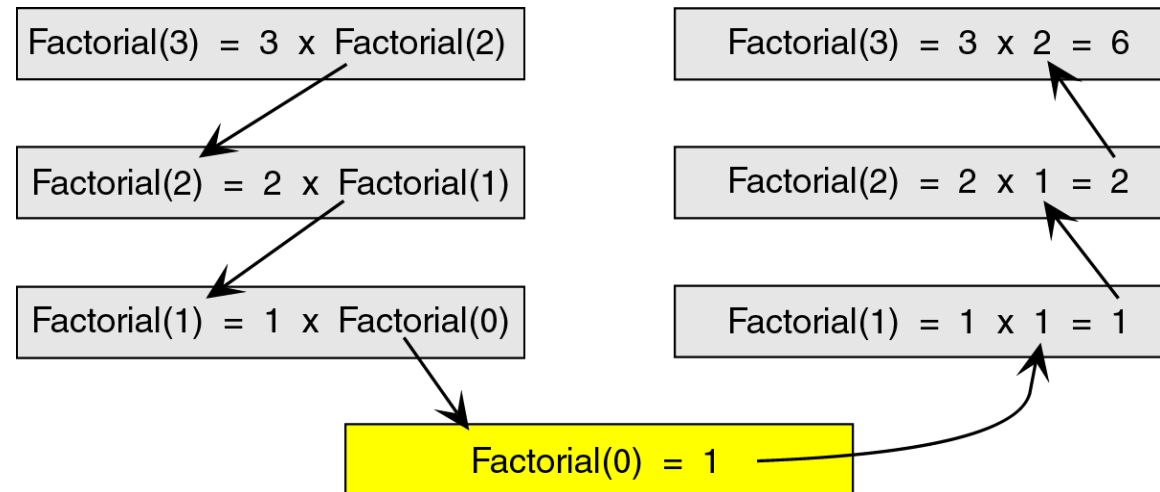 Factorial(3) = 3 x Factorial(2)
Factorial(2) = 2 x Factorial(1)
Factorial(1) = 1 x Factorial(0)
Factorial(0) = 1
Factorial(1) = 1 x 1 = 1
Factorial(2) = 2 x 1 = 2
Factorial(3) = 3 x 2 = 6